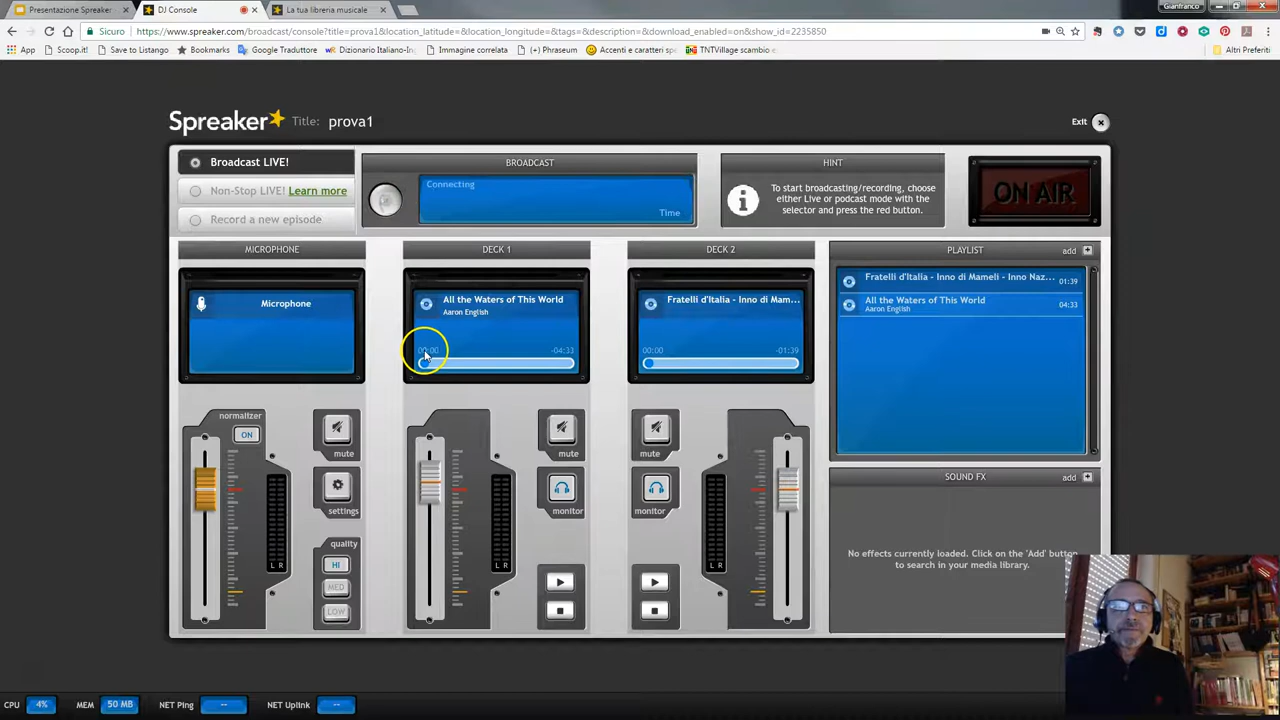 Presentazione Spreaker
DJ Console
La tua libreria musicale
Gianfranco
Sicuro
https://www.spreaker.com/broadcast/console?title=prova1&location_latitude=&location_longitude=&tags=&description=&download_enabled=on&show_id=2235850
App
Scoop.it!
Save to Listango
Bookmarks
Google Traduttore
Dizionario Italiano-Ing
Immagine correlata
(+) Phraseum
Accenti e caratteri spe
TNTVillage scambio e
Altri Preferiti
Spreaker
Title: prova1
Exit
Broadcast LIVE!
Non-Stop LIVE! Learn more
Record a new episode
BROADCAST
Connecting
Time
HINT
To start broadcasting/recording, choose
either Live or podcast mode with the
selector and press the red button.
ON AIR
MICROPHONE
Microphone
normalizer
ON
mute
settings
quality
HI
MED
LOW
DECK 1
All the Waters of This World
Aaron English
00:00
-04:33
mute
monitor
L R
DECK 2
Fratelli d'Italia - Inno di Mam...
00:00
-01:39
mute
monitor
L R
PLAYLIST
add
Fratelli d'Italia - Inno di Mameli - Inno Naz...
01:39
All the Waters of This World
04:33
Aaron English
SOUND FX
add
No effects currently loaded. Click on the 'Add' button
to search in your media library.
L R
CPU
4%
MEM
50 MB
NET Ping
--
NET Uplink
--